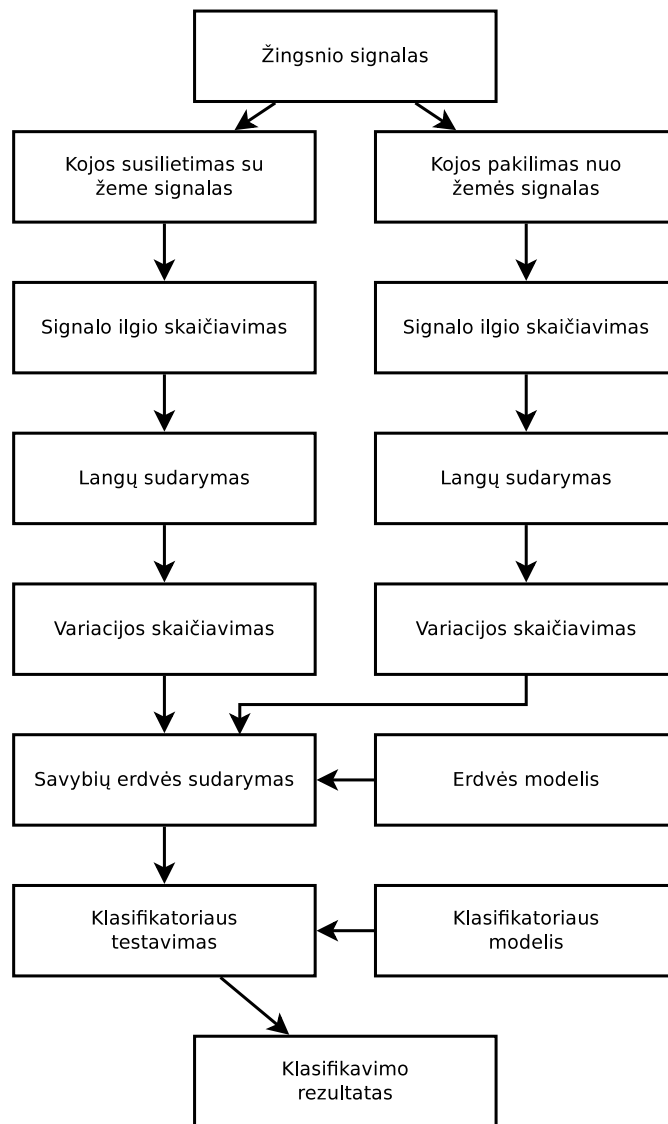 Žingsnio signalas
Kojos susilietimas su
žeme signalas
Kojos pakilimas nuo
žemės signalas
Signalo ilgio skaičiavimas
Signalo ilgio skaičiavimas
Langų sudarymas
Langų sudarymas
Variacijos skaičiavimas
Variacijos skaičiavimas
Savybių erdvės sudarymas
Erdvės modelis
Klasifikatoriaus
testavimas
Klasifikatoriaus
modelis
Klasifikavimo
rezultatas